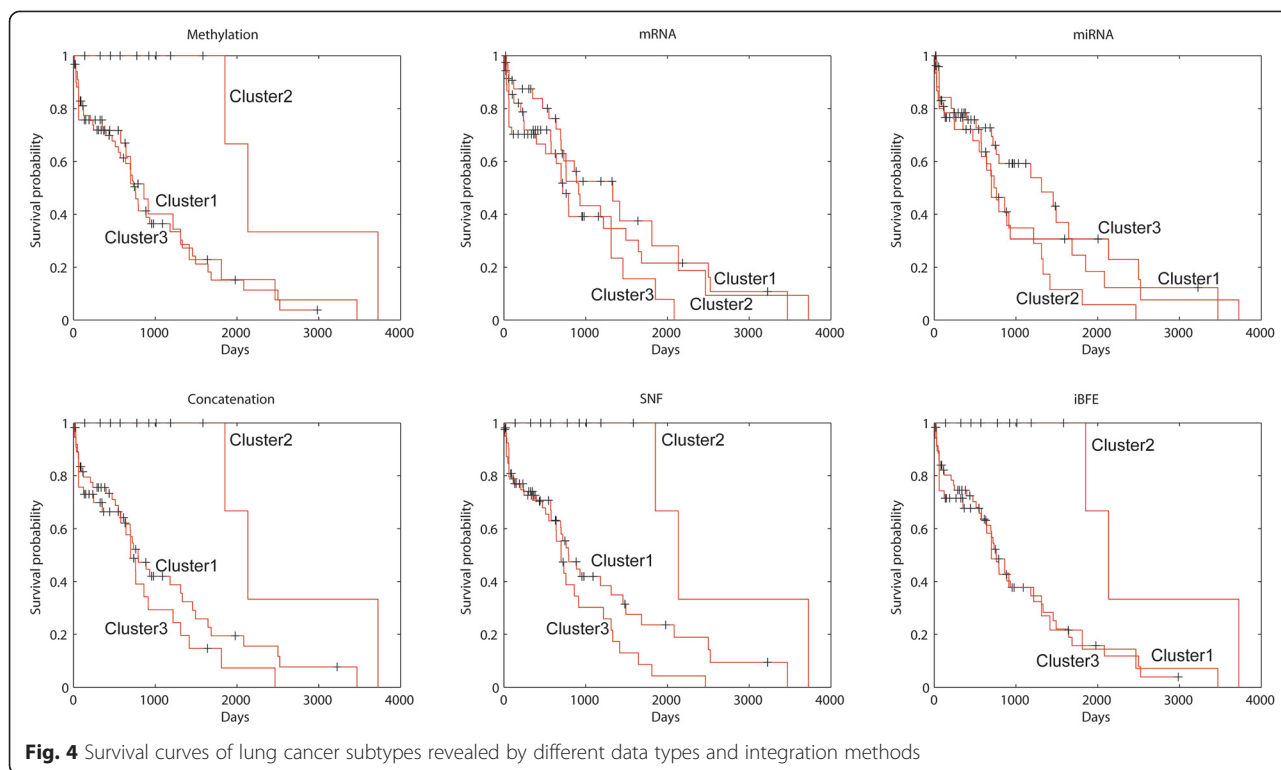 Methylation
mRNA
miRNA
1
0.8
0.6
0.4
0.2
0
Survival probability
Cluster2
Cluster1
Cluster3
0
1000
2000
3000
4000
Days
1
0.8
0.6
0.4
0.2
0
Survival probability
Cluster1
Cluster3
Cluster2
0
1000
2000
3000
4000
Days
1
0.8
0.6
0.4
0.2
0
Survival probability
Cluster3
Cluster1
Cluster2
0
1000
2000
3000
4000
Days
Concatenation
SNF
iBFE
1
0.8
0.6
0.4
0.2
0
Survival probability
Cluster2
Cluster1
Cluster3
0
1000
2000
3000
4000
Days
1
0.8
0.6
0.4
0.2
0
Survival probability
Cluster2
Cluster1
Cluster3
0
1000
2000
3000
4000
Days
1
0.8
0.6
0.4
0.2
0
Survival probability
Cluster2
Cluster3
Cluster1
0
1000
2000
3000
4000
Days
Fig. 4 Survival curves of lung cancer subtypes revealed by different data types and integration methods